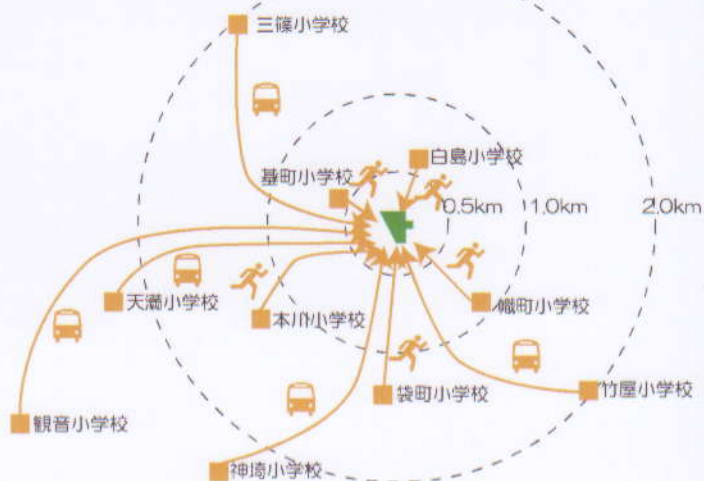 三篠小学校
白島小学校
基町小学校
0.5km
1.0km
2.0km
天満小学校
本川小学校
幟町小学校
袋町小学校
竹屋小学校
観音小学校
神埼小学校